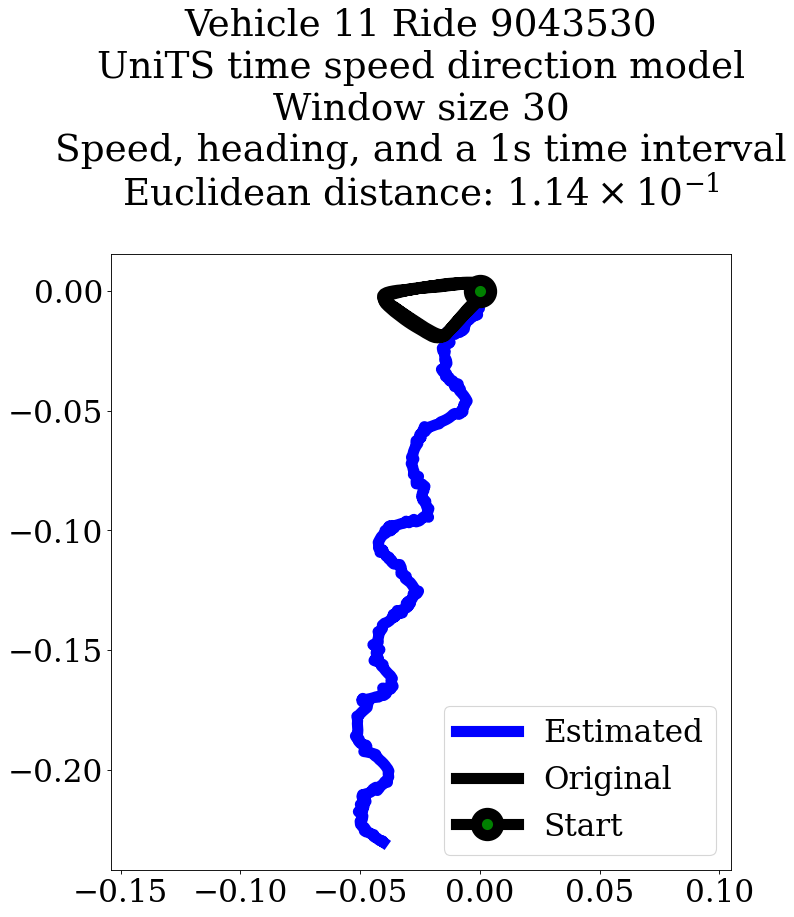 Vehicle 11 Ride 9043530
UniTS time speed direction model
Window size 30
Speed, heading, and a 1s time interval
Euclidean distance: 1.14 × 10⁻¹
0.00
−0.05
−0.10
−0.15
−0.20
Estimated
Original
Start
−0.15 −0.10 −0.05 0.00 0.05 0.10